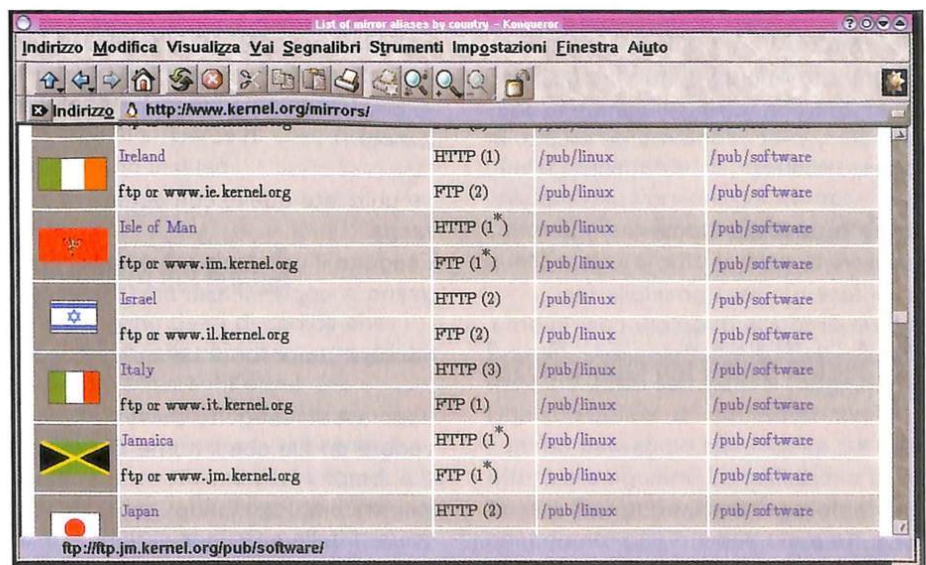 List of mirror aliases by country - Konqueror
Indirizzo Modifica Visualizza Vai Segnalibri Strumenti Impostazioni Finestra Aiuto
Indirizzo http://www.kernel.org/mirrors/
Ireland HTTP (1) /pub/linux /pub/software
ftp or www.ie.kernel.org FTP (2) /pub/linux /pub/software
Isle of Man HTTP (1*) /pub/linux /pub/software
ftp or www.im.kernel.org FTP (1*) /pub/linux /pub/software
Israel HTTP (2) /pub/linux /pub/software
ftp or www.il.kernel.org FTP (2) /pub/linux /pub/software
Italy HTTP (3) /pub/linux /pub/software
ftp or www.it.kernel.org FTP (1) /pub/linux /pub/software
Jamaica HTTP (1*) /pub/linux /pub/software
ftp or www.jm.kernel.org FTP (1*) /pub/linux /pub/software
Japan HTTP (2) /pub/linux /pub/software
ftp://ftp.jm.kernel.org/pub/software/